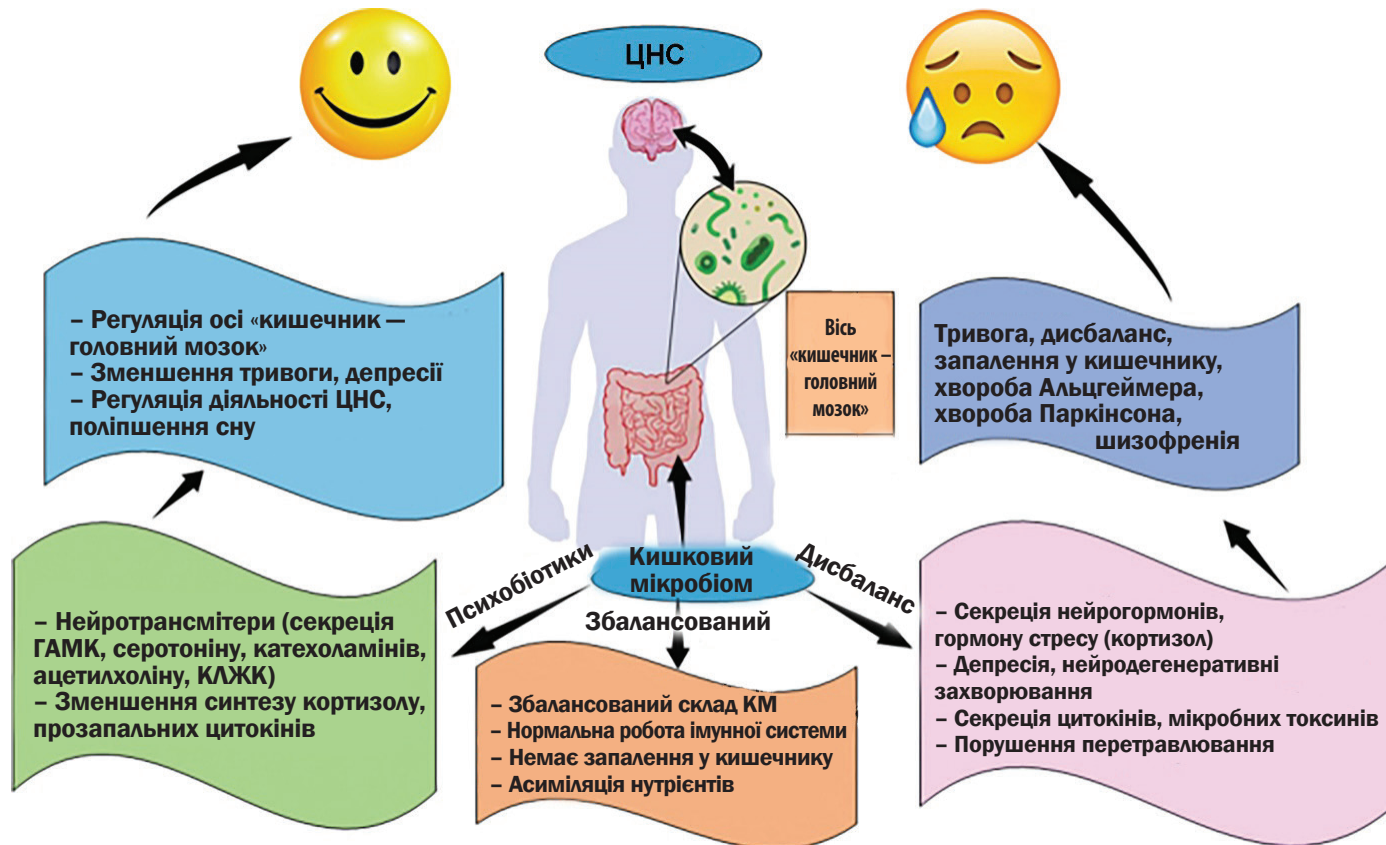 ЦНС
– Регуляція осі «кишечник —
головний мозок»
– Зменшення тривоги, депресії
– Регуляція діяльності ЦНС,
поліпшення сну
Вісь
«кишечник –
головний
мозок»
Тривога, дисбаланс,
запалення у кишечнику,
хвороба Альцгеймера,
хвороба Паркінсона,
шизофренія
Психобіотики
Кишковий
мікробіом
Збалансований
Дисбаланс
– Нейротрансмітери (секреція
ГАМК, серотоніну, катехоламінів,
ацетилхоліну, КЛЖК)
– Зменшення синтезу кортизолу,
прозапальних цитокінів
– Збалансований склад КМ
– Нормальна робота імунної системи
– Немає запалення у кишечнику
– Асиміляція нутрієнтів
– Секреція нейрогормонів,
гормону стресу (кортизол)
– Депресія, нейродегенеративні
захворювання
– Секреція цитокінів, мікробних токсинів
– Порушення перетравлювання